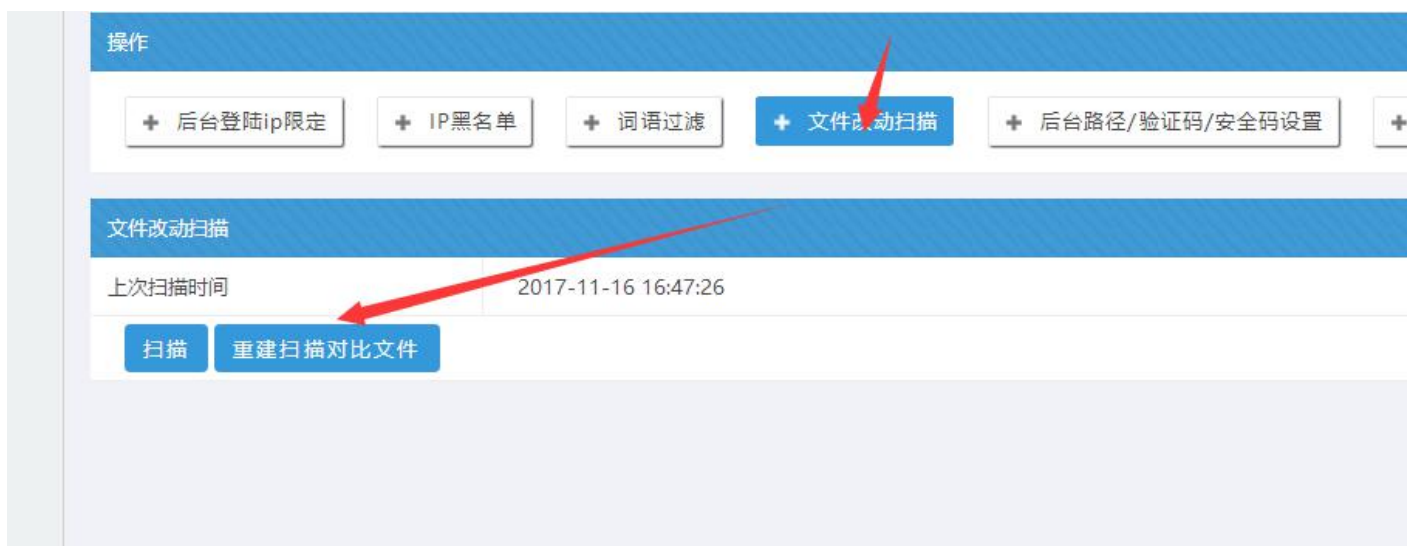 操作
+ 后台登陆ip限定 + IP黑名单 + 词语过滤 + 文件改动扫描 + 后台路径/验证码/安全码设置 +
文件改动扫描
上次扫描时间 2017-11-16 16:47:26
扫描 重建扫描对比文件